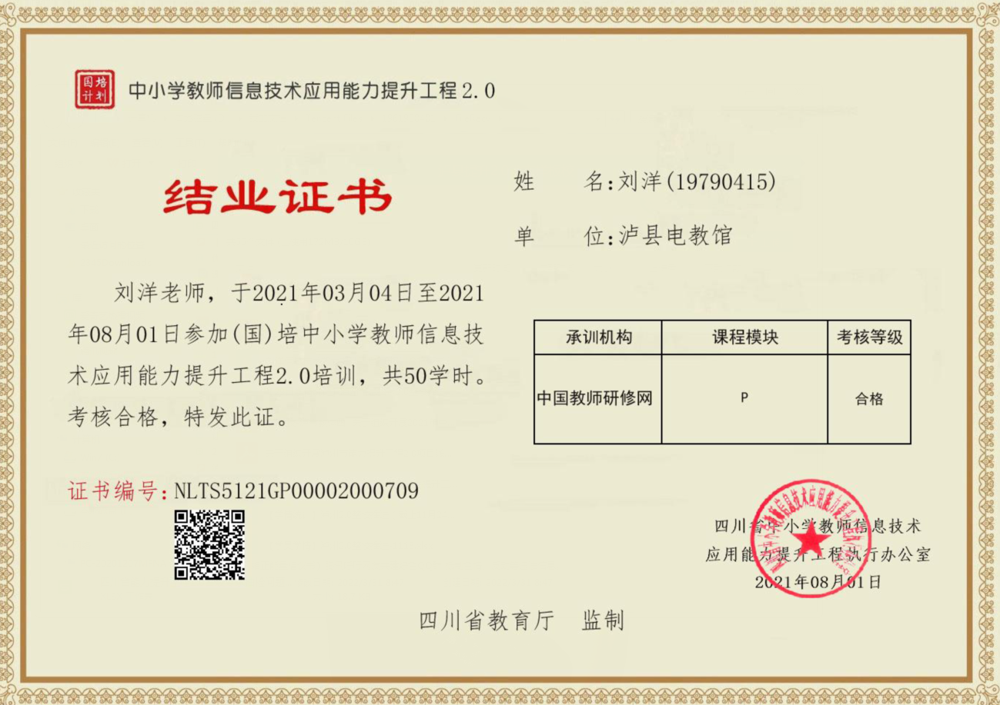 国培
计划
中小学教师信息技术应用能力提升工程2.0
结业证书
姓 名:刘洋(19790415)
单 位:泸县电教馆
刘洋老师，于2021年03月04日至2021
年08月01日参加(国)培中小学教师信息技
术应用能力提升工程2.0培训，共50学时。
考核合格，特发此证。
承训机构 课程模块 考核等级
中国教师研修网 P 合格
证书编号:NLTS5121GP00002000709
四川省中小学教师信息技术
应用能力提升工程执行办公室
2021年08月01日
四川省教育厅 监制